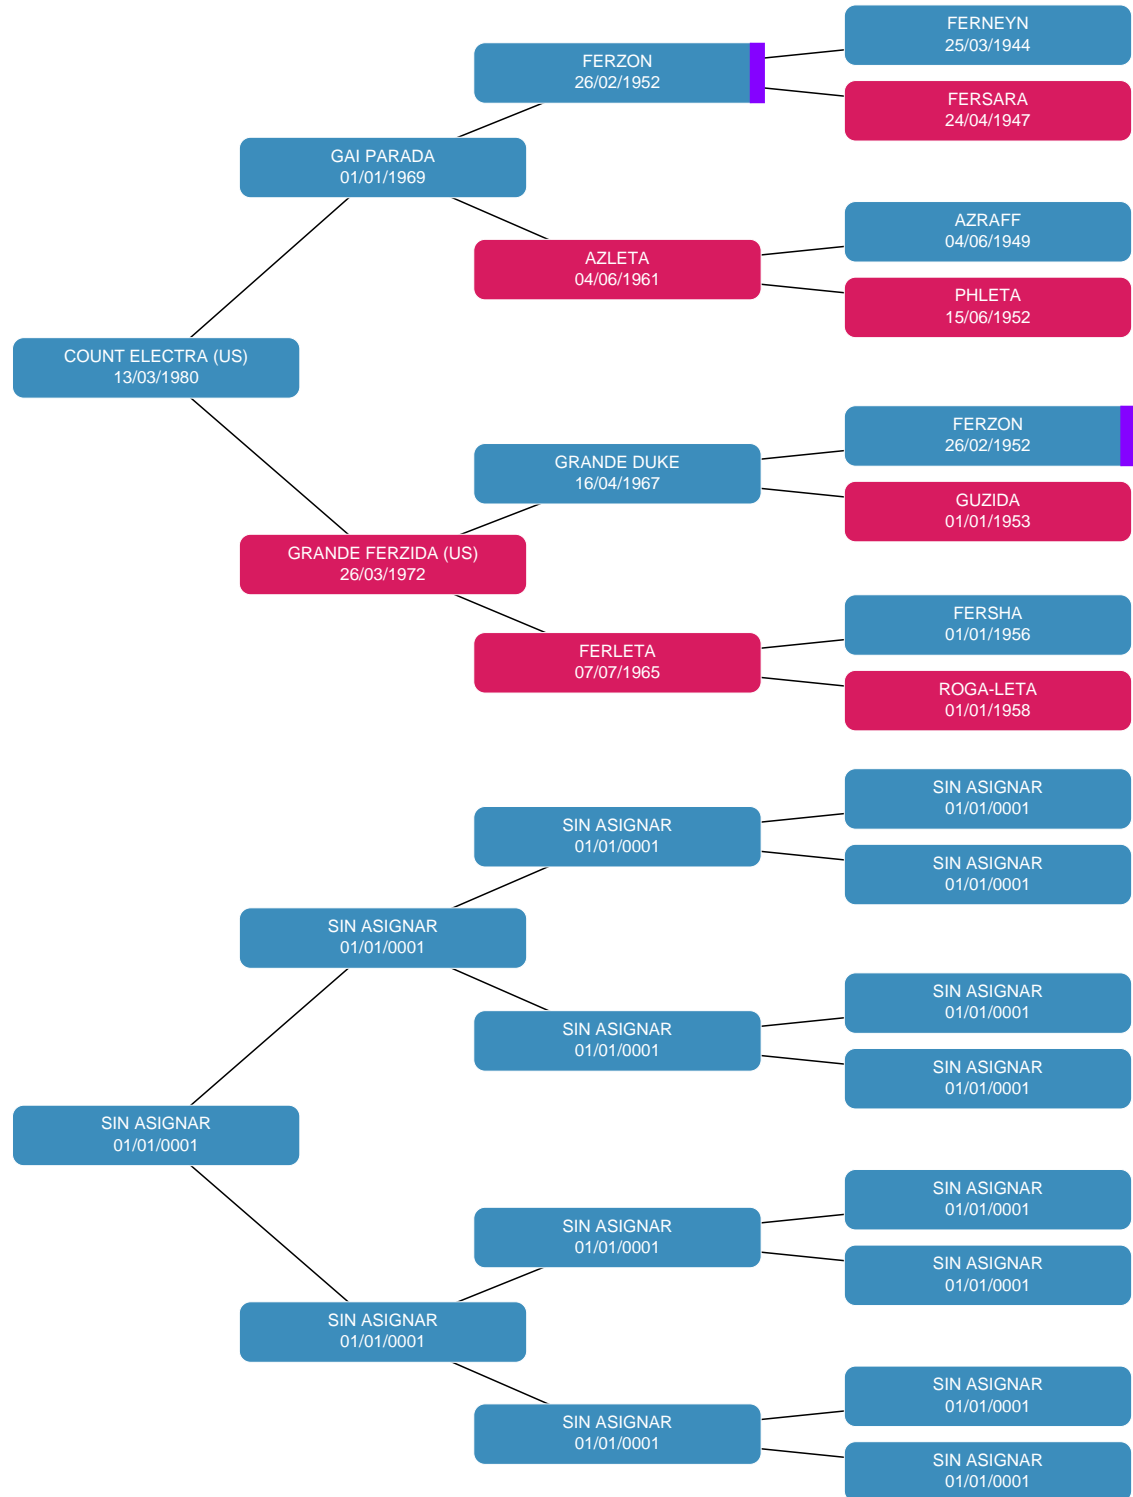 FERNEYN
25/03/1944
FERZON
26/02/1952
FERSARA
24/04/1947
GAI PARADA
01/01/1969
AZRAFF
04/06/1949
AZLETA
04/06/1961
PHLETA
15/06/1952
COUNT ELECTRA (US)
13/03/1980
FERZON
26/02/1952
GRANDE DUKE
16/04/1967
GUZIDA
01/01/1953
GRANDE FERZIDA (US)
26/03/1972
FERSHA
01/01/1956
FERLETA
07/07/1965
ROGA-LETA
01/01/1958
SIN ASIGNAR
01/01/0001
SIN ASIGNAR
01/01/0001
SIN ASIGNAR
01/01/0001
SIN ASIGNAR
01/01/0001
SIN ASIGNAR
01/01/0001
SIN ASIGNAR
01/01/0001
SIN ASIGNAR
01/01/0001
SIN ASIGNAR
01/01/0001
SIN ASIGNAR
01/01/0001
SIN ASIGNAR
01/01/0001
SIN ASIGNAR
01/01/0001
SIN ASIGNAR
01/01/0001
SIN ASIGNAR
01/01/0001
SIN ASIGNAR
01/01/0001
SIN ASIGNAR
01/01/0001